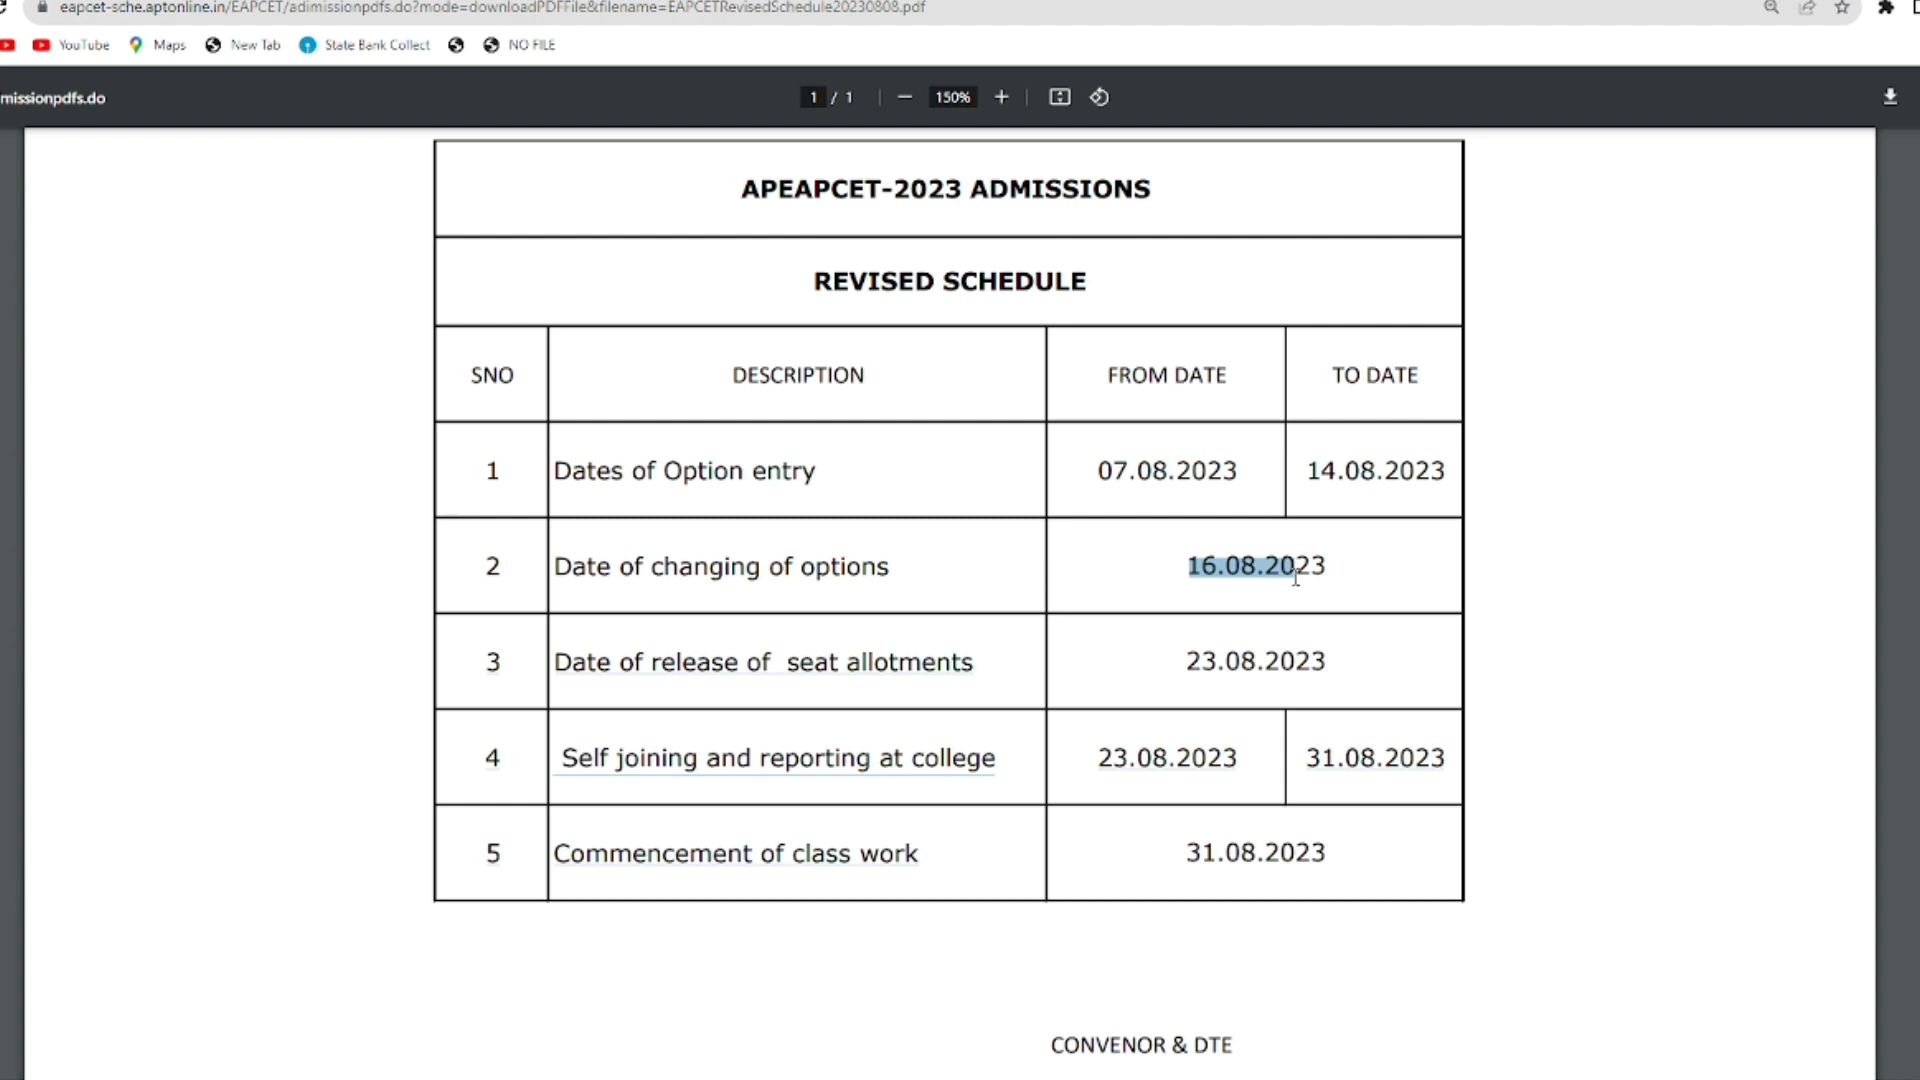 eapcet-sche.aptonline.in/EAPCET/adimissionpdfs.do?mode=downloadPDFFile&filename=EAPCETRevisedSchedule20230808.pdf
YouTube Maps New Tab State Bank Collect NO FILE
missionpdfs.do 1 / 1 150%
APEAPCET-2023 ADMISSIONS
REVISED SCHEDULE
SNO DESCRIPTION FROM DATE TO DATE
1 Dates of Option entry 07.08.2023 14.08.2023
2 Date of changing of options 16.08.2023
3 Date of release of seat allotments 23.08.2023
4 Self joining and reporting at college 23.08.2023 31.08.2023
5 Commencement of class work 31.08.2023
CONVENOR & DTE